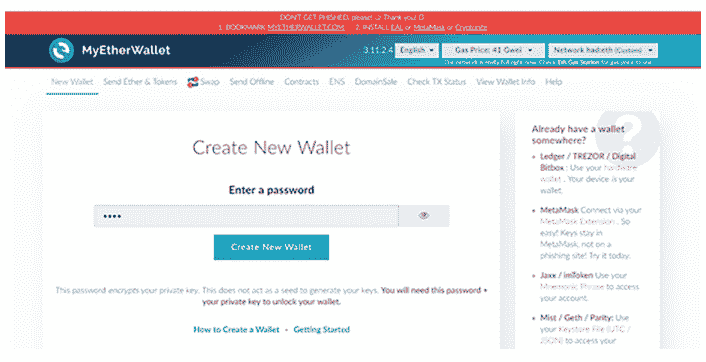 DON'T GET PHISHED, please! Thank you!
1. BOOKMARK MYETHERWALLET.COM 2. INSTALL EAL or MetaMask or Cryptonite
MyEtherWallet
3.11.2.4 English Gas Price: 41 Gwei Network hadketh (Custom)
New Wallet Send Ether & Tokens Swap Send Offline Contracts ENS DomainSale Check TX Status View Wallet Info Help
Create New Wallet
Enter a password
••••
Create New Wallet
This password encrypts your private key. This does not act as a seed to generate your keys. You will need this password +
your private key to unlock your wallet.
How to Create a Wallet • Getting Started
?
Already have a wallet
somewhere?
• Ledger / TREZOR / Digital
Bitbox : Use your hardware
wallet . Your device is your
wallet.
• MetaMask Connect via your
MetaMask Extension . So
easy! Keys stay in
MetaMask, not on a
phishing site! Try it today.
• Jaxx / imToken Use your
Mnemonic Phrase to access
your account.
• Mist / Geth / Parity: Use
your Keystore File (UTC /
JSON) to access your